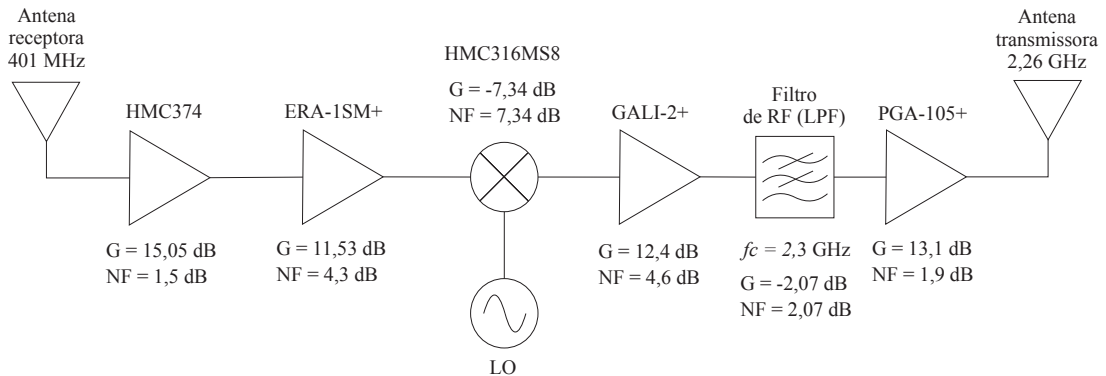 Antena
receptora
401 MHz
HMC374
G = 15,05 dB
NF = 1,5 dB
ERA-1SM+
G = 11,53 dB
NF = 4,3 dB
HMC316MS8
G = -7,34 dB
NF = 7,34 dB
LO
GALI-2+
G = 12,4 dB
NF = 4,6 dB
Filtro
de RF (LPF)
fc = 2,3 GHz
G = -2,07 dB
NF = 2,07 dB
PGA-105+
G = 13,1 dB
NF = 1,9 dB
Antena
transmissora
2,26 GHz